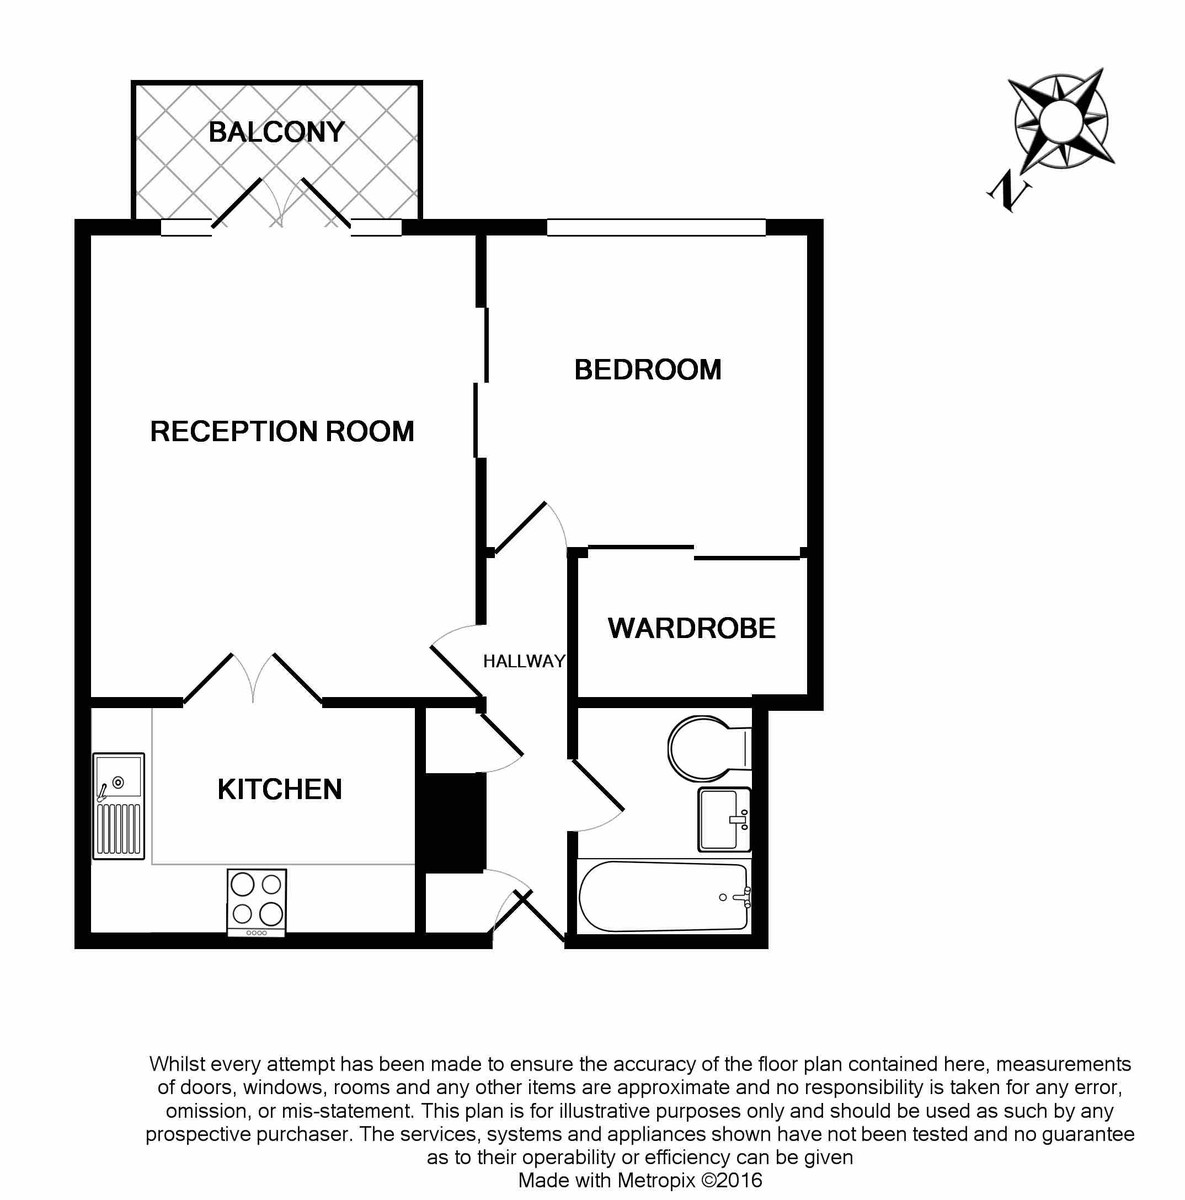 BALCONY
N
BEDROOM
RECEPTION ROOM
WARDROBE
HALLWAY
KITCHEN
Whilst every attempt has been made to ensure the accuracy of the floor plan contained here, measurements
of doors, windows, rooms and any other items are approximate and no responsibility is taken for any error,
omission, or mis-statement. This plan is for illustrative purposes only and should be used as such by any
prospective purchaser. The services, systems and appliances shown have not been tested and no guarantee
as to their operability or efficiency can be given
Made with Metropix ©2016